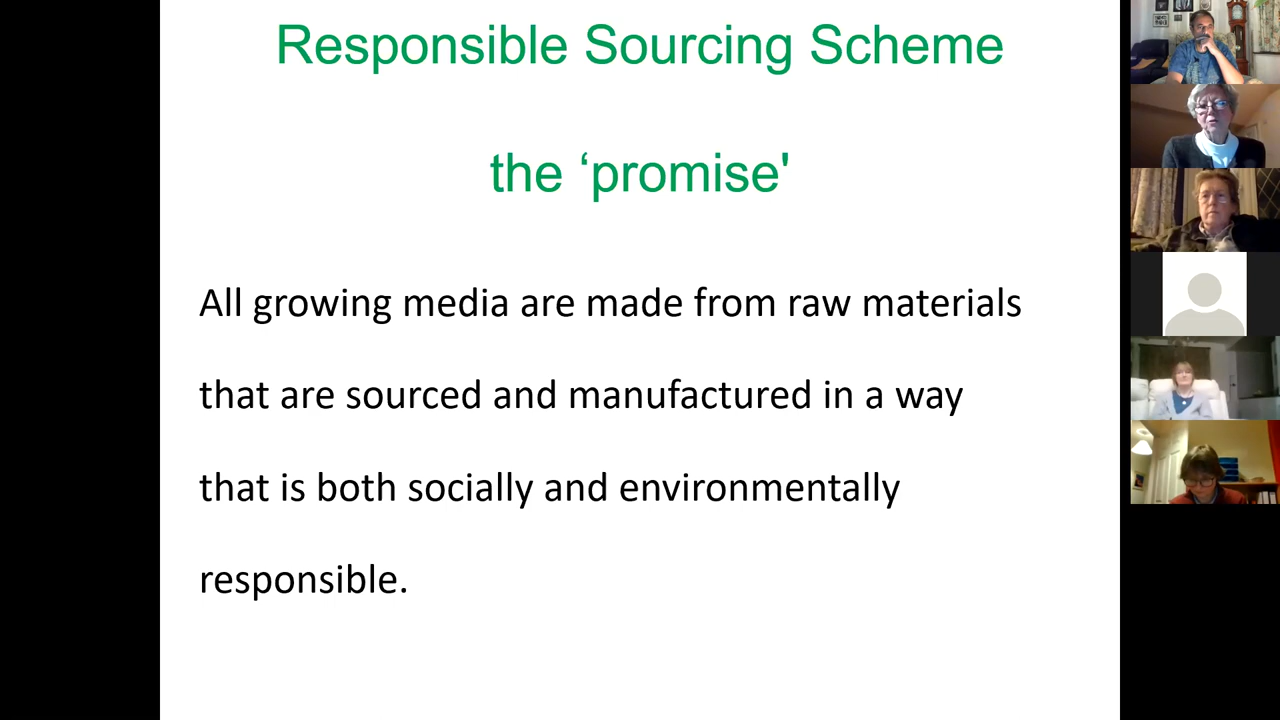 Responsible Sourcing Scheme
the ‘promise'
All growing media are made from raw materials
that are sourced and manufactured in a way
that is both socially and environmentally
responsible.